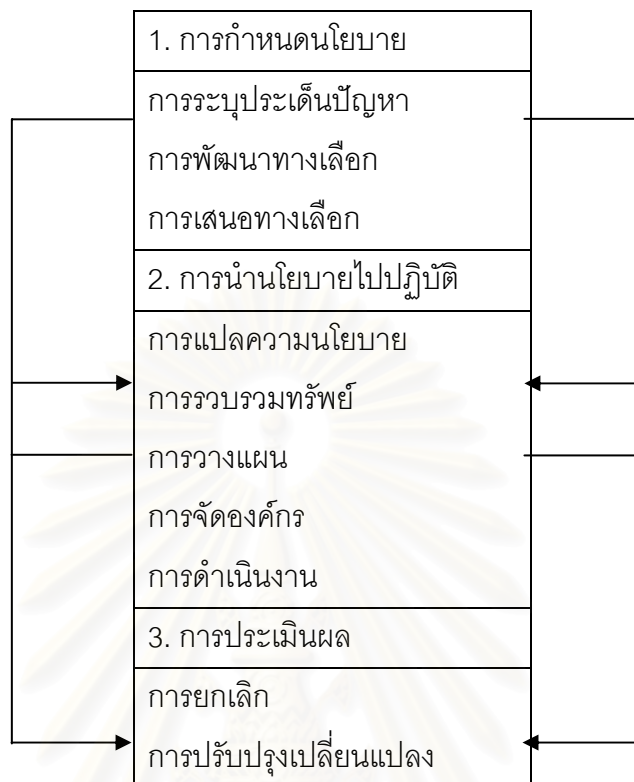 1. การกำหนดนโยบาย
การระบุประเด็นปัญหา
การพัฒนาทางเลือก
การเสนอทางเลือก
2. การนำนโยบายไปปฏิบัติ
การแปลความนโยบาย
การรวบรวมทรัพย์
การวางแผน
การจัดองค์กร
การดำเนินงาน
3. การประเมินผล
การยกเลิก
การปรับปรุงเปลี่ยนแปลง